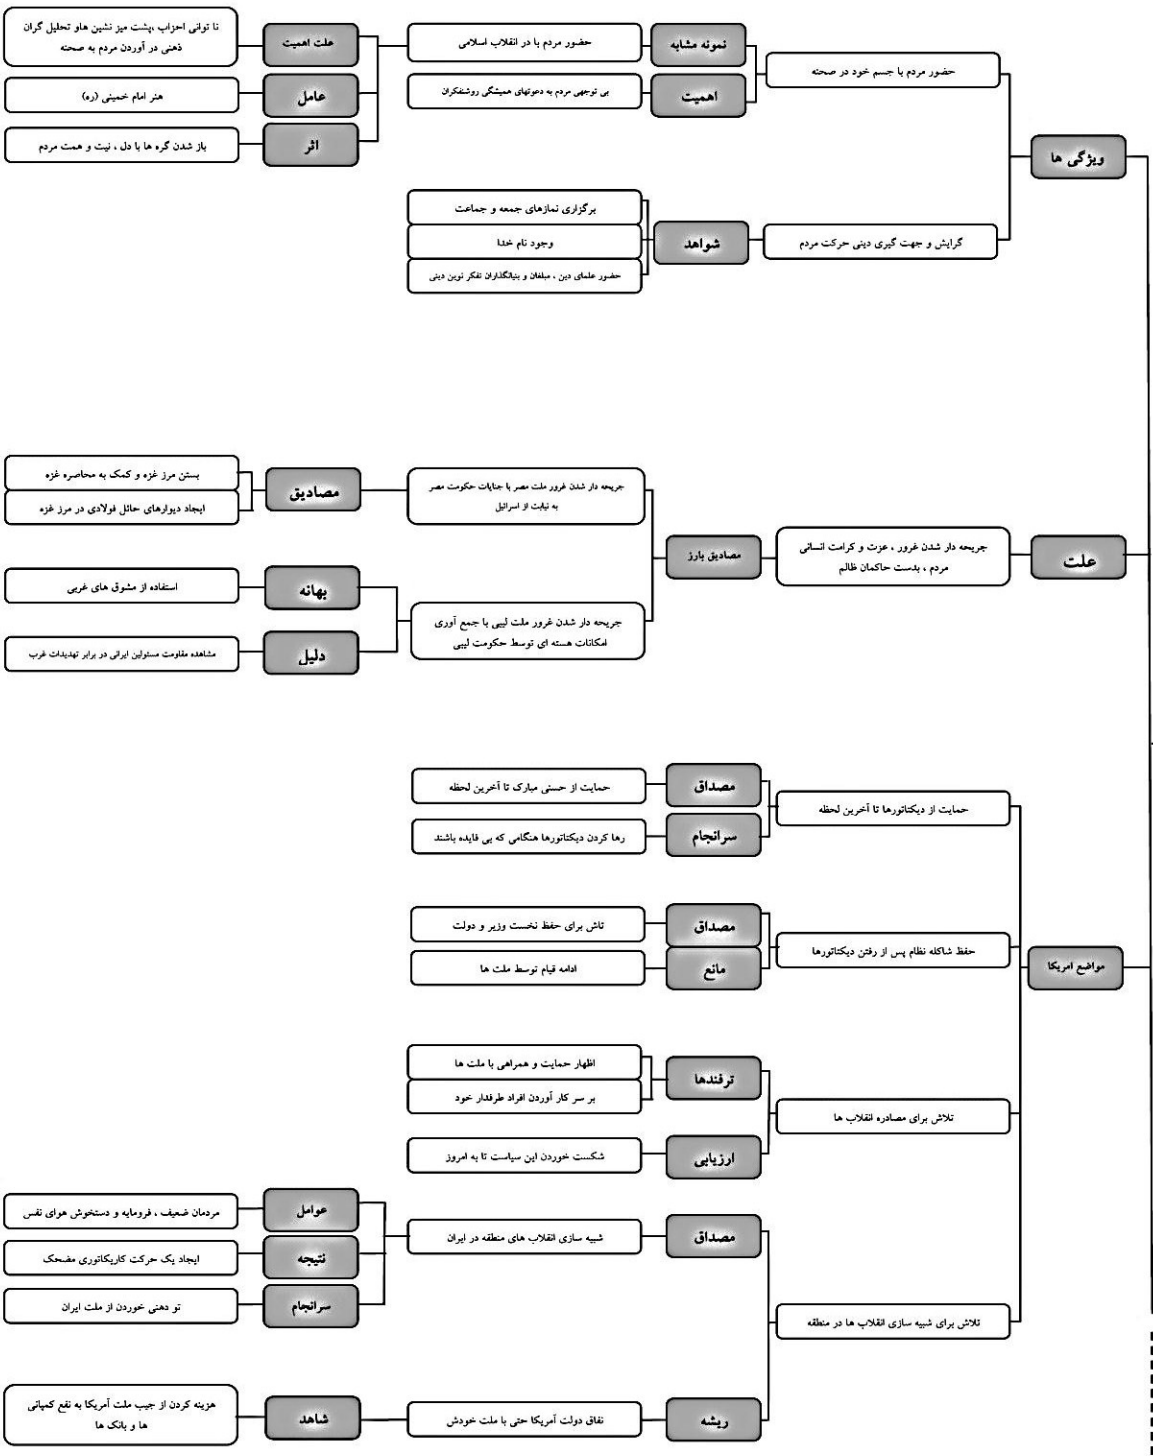 ویژگی ها
حضور مردم با جسم خود در صحنه
نمونه مشابه
حضور مردم با در انقلاب اسلامی
علت اهمیت
نا توانی احزاب ،پشت میز نشین هاو تحلیل گران
ذهنی در آوردن مردم به صحنه
عامل
هنر امام خمینی (ره)
اثر
باز شدن گره ها با دل ، نیت و همت مردم
اهمیت
بی توجهی مردم به دعوتهای همیشگی روشنفکران
گرایش و جهت گیری دینی حرکت مردم
شواهد
برگزاری نمازهای جمعه و جماعت
وجود نام خدا
حضور علمای دین ، مبلغان و بنیانگذاران تفکر نوین دینی
علت
جریحه دار شدن غرور ، عزت و کرامت انسانی
مردم ، بدست حاکمان ظالم
مصادیق بارز
جریحه دار شدن غرور ملت مصر با جنایات حکومت مصر
به نیابت از اسرائیل
مصادیق
بستن مرز غزه و کمک به محاصره غزه
ایجاد دیوارهای حائل فولادی در مرز غزه
جریحه دار شدن غرور ملت لیبی با جمع آوری
امکانات هسته ای توسط حکومت لیبی
بهانه
استفاده از مشوق های غربی
دلیل
مشاهده مقاومت مسئولین ایرانی در برابر تهدیدات غرب
مواضع امریکا
حمایت از دیکتاتورها تا آخرین لحظه
مصداق
حمایت از حسنی مبارک تا آخرین لحظه
سرانجام
رها کردن دیکتاتورها هنگامی که بی فایده باشند
حفظ شاکله نظام پس از رفتن دیکتاتورها
مصداق
تاش برای حفظ نخست وزیر و دولت
مانع
ادامه قیام توسط ملت ها
تلاش برای مصادره انقلاب ها
ترفندها
اظهار حمایت و همراهی با ملت ها
بر سر کار آوردن افراد طرفدار خود
ارزیابی
شکست خوردن این سیاست تا به امروز
تلاش برای شبیه سازی انقلاب ها در منطقه
مصداق
شبیه سازی انقلاب های منطقه در ایران
عوامل
مردمان ضعیف ، فرومایه و دستخوش هوای نفس
نتیجه
ایجاد یک حرکت کاریکاتوری مضحک
سرانجام
تو دهنی خوردن از ملت ایران
ریشه
نفاق دولت آمریکا حتی با ملت خودش
شاهد
هزینه کردن از جیب ملت آمریکا به نفع کمپانی
ها و بانک ها